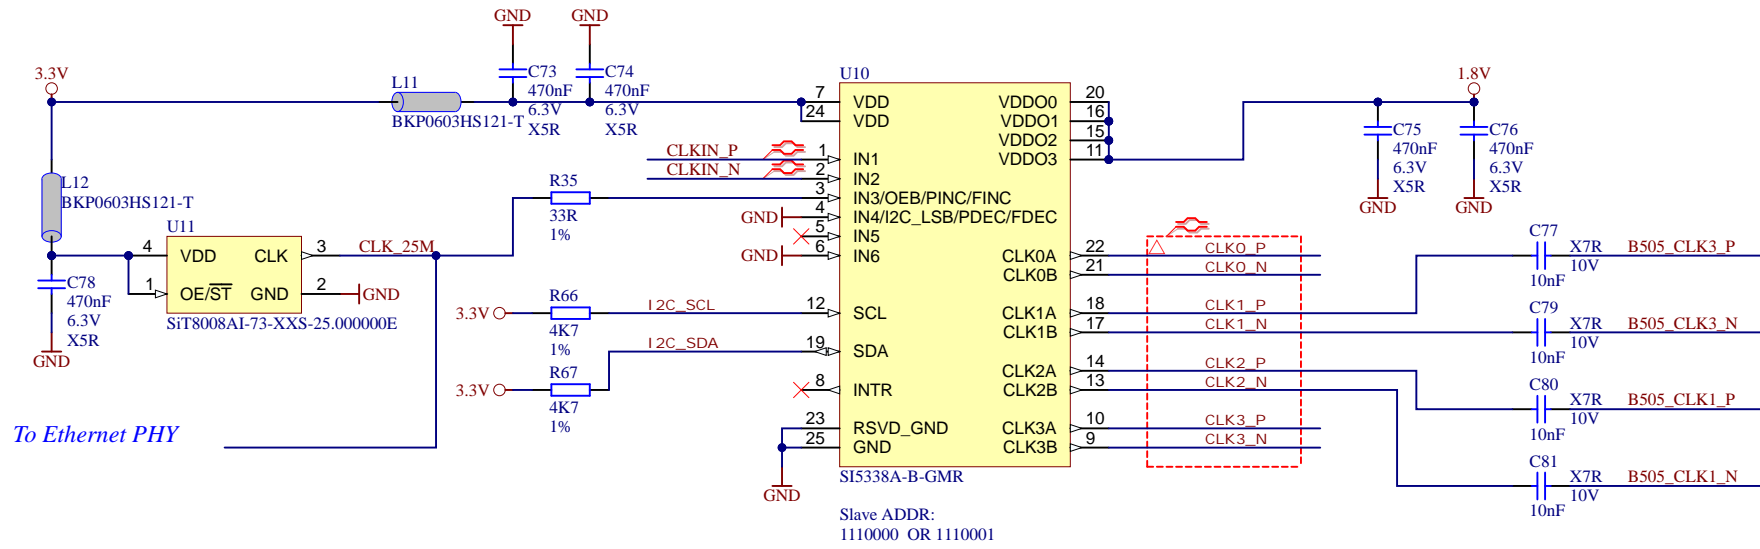 GND
GND
3.3V
L11
BKP0603HS121-T
C73
470nF
6.3V
X5R
C74
470nF
6.3V
X5R
L12
BKP0603HS121-T
U11
4
VDD
CLK
3
1
OE/ST
GND
2
GND
SiT8008AI-73-XXS-25.000000E
C78
470nF
6.3V
X5R
GND
CLK_25M
To Ethernet PHY
CLKIN_P
CLKIN_N
R35
33R
1%
GND
GND
3.3V
R66
4K7
1%
I2C_SCL
3.3V
R67
4K7
1%
I2C_SDA
GND
U10
7
VDD
24
VDD
1
IN1
2
IN2
3
IN3/OEB/PINC/FINC
4
IN4/I2C_LSB/PDEC/FDEC
5
IN5
6
IN6
12
SCL
19
SDA
8
INTR
23
RSVD_GND
25
GND
VDDO0
20
VDDO1
16
VDDO2
15
VDDO3
11
CLK0A
22
CLK0B
21
CLK1A
18
CLK1B
17
CLK2A
14
CLK2B
13
CLK3A
10
CLK3B
9
SI5338A-B-GMR
Slave ADDR:
1110000 OR 1110001
1.8V
C75
470nF
6.3V
X5R
GND
C76
470nF
6.3V
X5R
GND
CLK0_P
CLK0_N
CLK1_P
CLK1_N
CLK2_P
CLK2_N
CLK3_P
CLK3_N
C77
10nF
X7R
10V
B505_CLK3_P
C79
10nF
X7R
10V
B505_CLK3_N
C80
10nF
X7R
10V
B505_CLK1_P
C81
10nF
X7R
10V
B505_CLK1_N